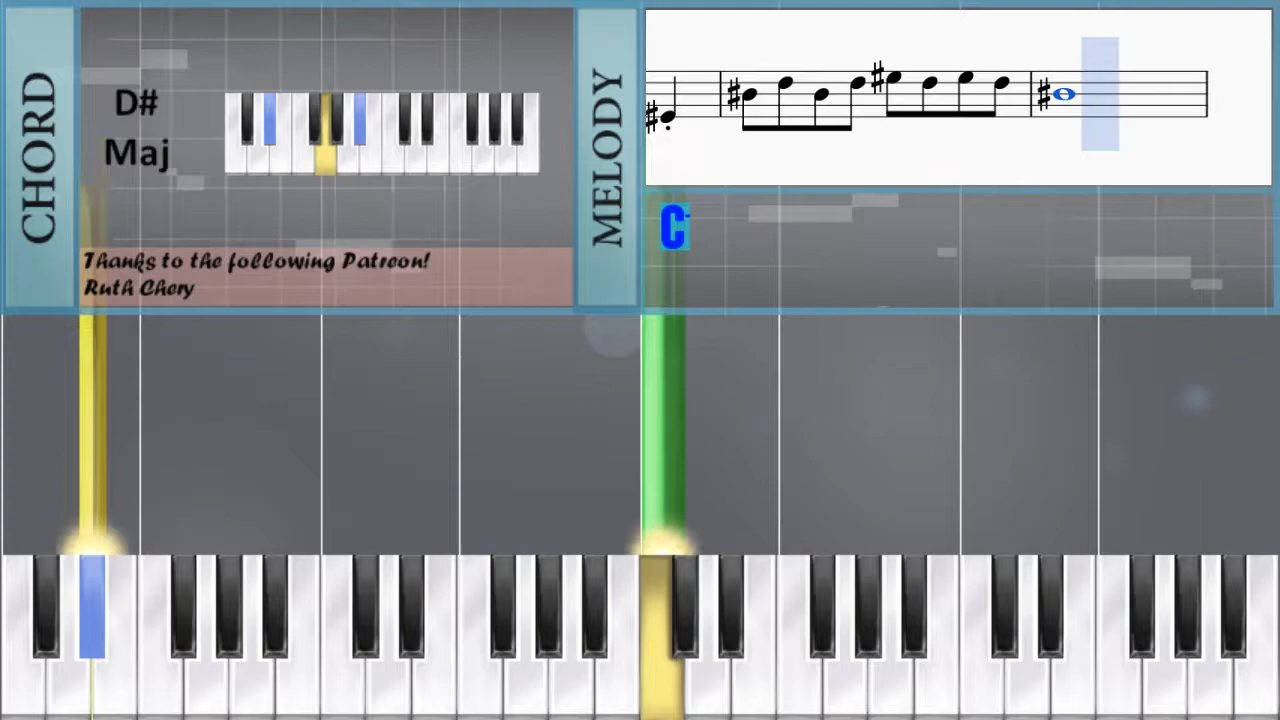 CHORD
D#
Maj
Thanks to the following Patreon!
Ruth Chery
MELODY
C